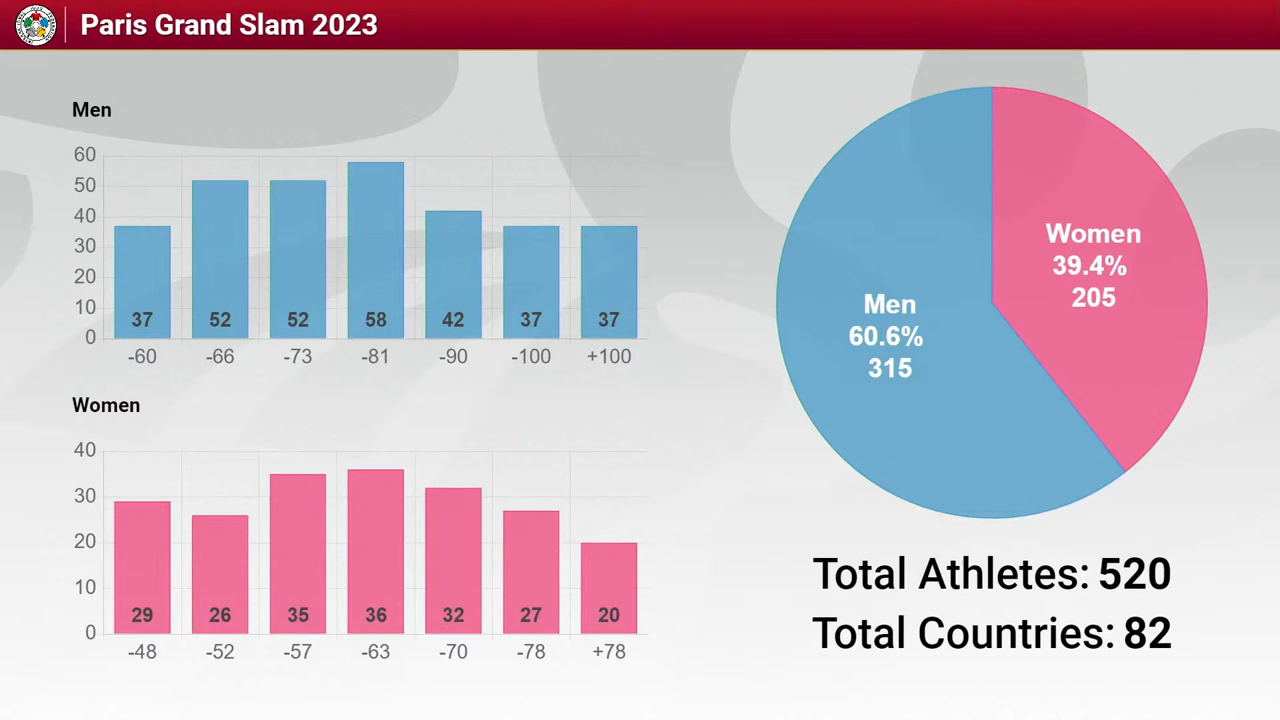 Paris Grand Slam 2023
Men
60
50
40
30
20
10
0
37 52 52 58 42 37 37
-60 -66 -73 -81 -90 -100 +100
Women
40
30
20
10
0
29 26 35 36 32 27 20
-48 -52 -57 -63 -70 -78 +78
Women
39.4%
205
Men
60.6%
315
Total Athletes: 520
Total Countries: 82